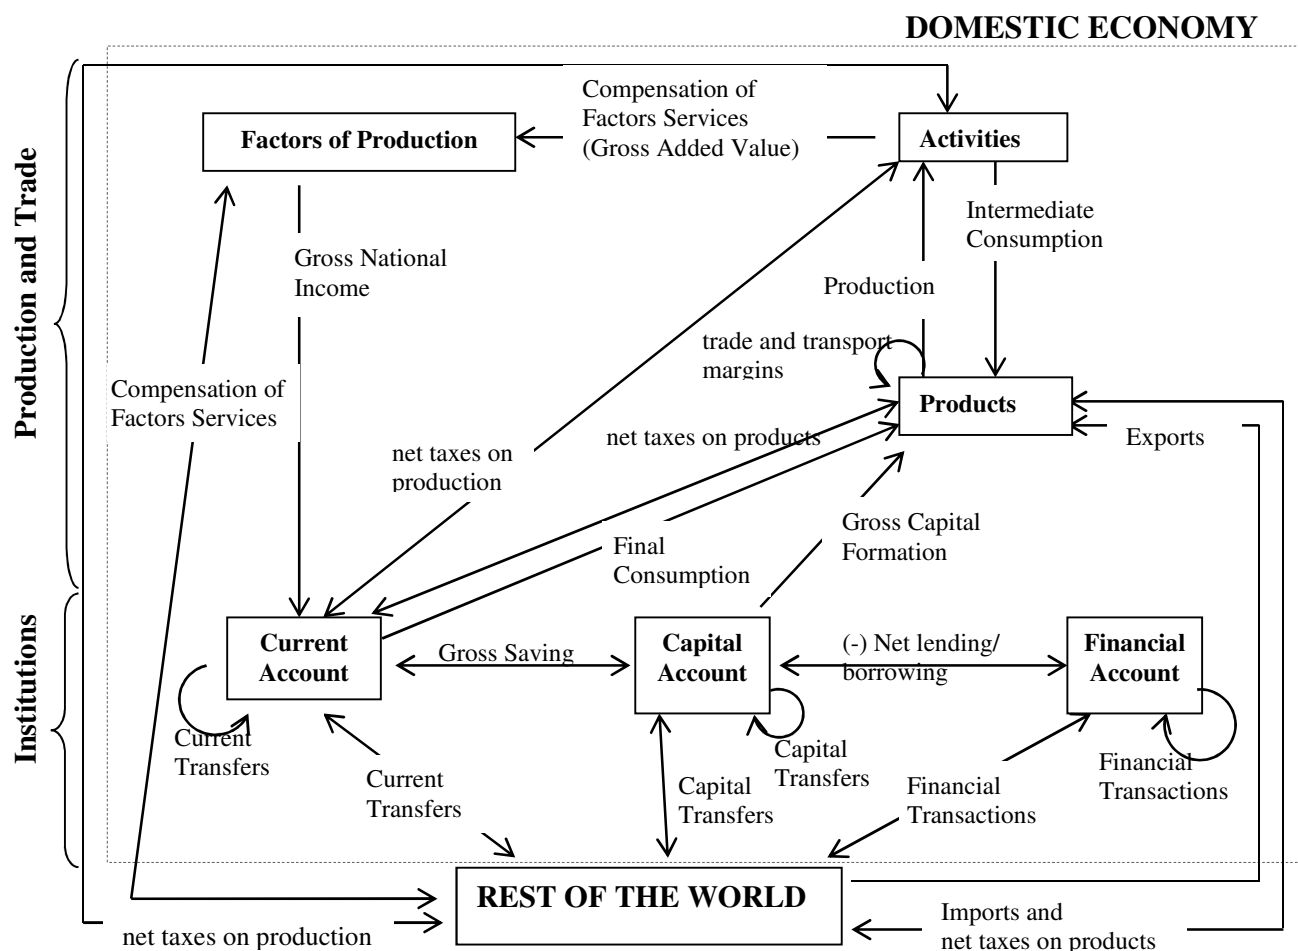 DOMESTIC ECONOMY
Compensation of
Factors Services
(Gross Added Value)
Factors of Production
Activities
Production and Trade
Intermediate
Consumption
Gross National
Income
Production
trade and transport
margins
Compensation of
Factors Services
Products
net taxes on products
Exports
net taxes on
production
Gross Capital
Formation
Final
Consumption
Institutions
Current
Account
Gross Saving
Capital
Account
(-) Net lending/
borrowing
Financial
Account
Current
Transfers
Current
Transfers
Capital
Transfers
Capital
Transfers
Financial
Transactions
Financial
Transactions
REST OF THE WORLD
net taxes on production
Imports and
net taxes on products